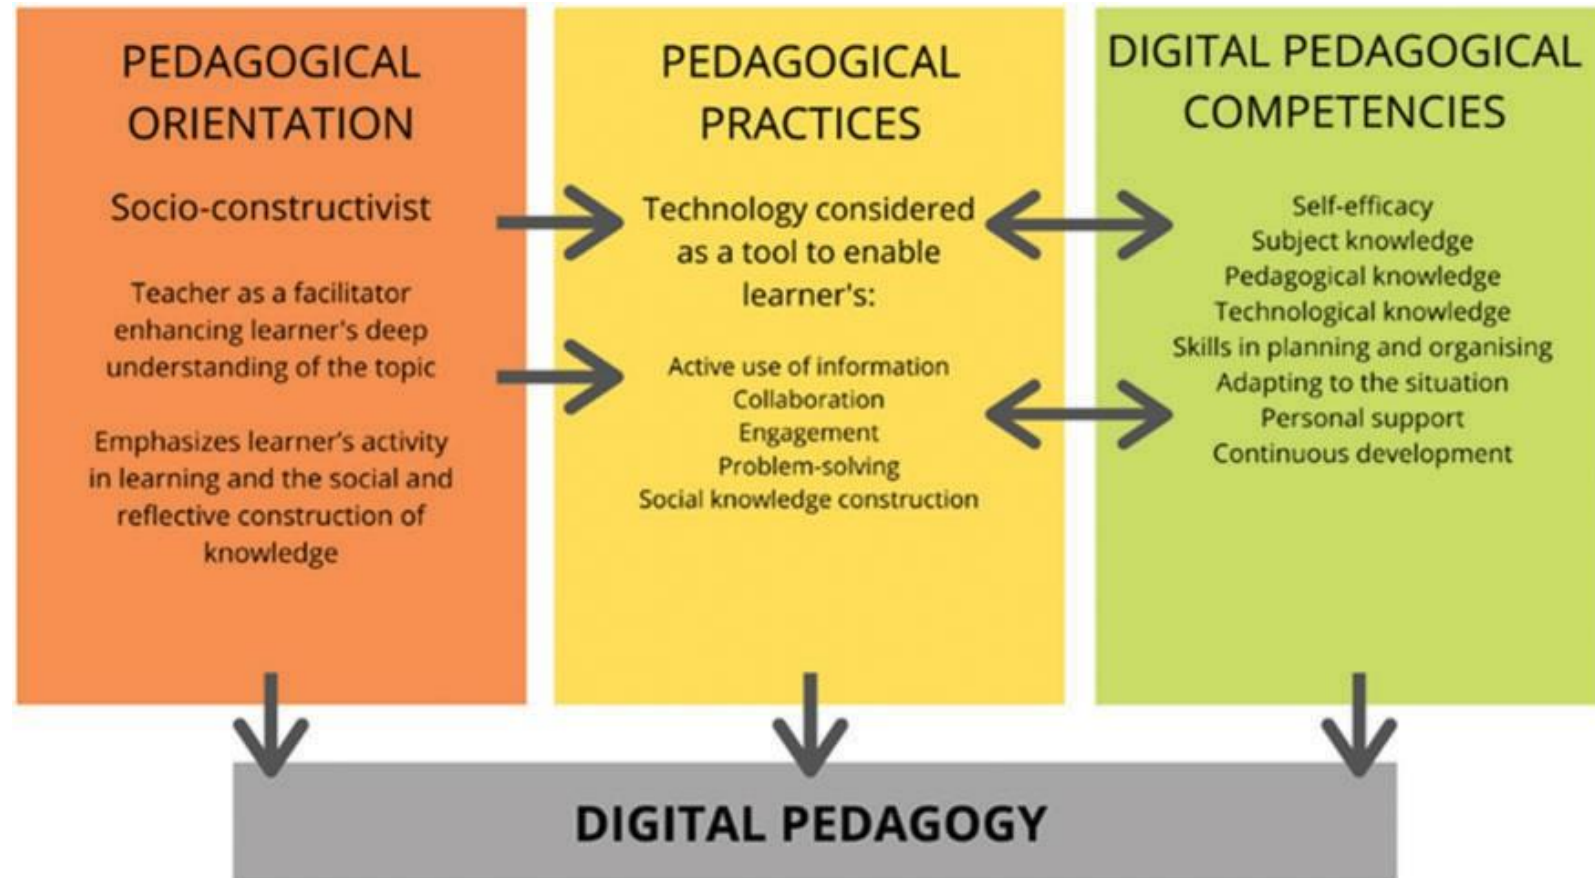 PEDAGOGICAL
ORIENTATION
Socio-constructivist
Teacher as a facilitator
enhancing learner's deep
understanding of the topic
Emphasizes learner’s activity
in learning and the social and
reflective construction of
knowledge
PEDAGOGICAL
PRACTICES
Technology considered
as a tool to enable
learner's:
Active use of information
Collaboration
Engagement
Problem-solving
Social knowledge construction
DIGITAL PEDAGOGICAL
COMPETENCIES
Self-efficacy
Subject knowledge
Pedagogical knowledge
Technological knowledge
Skills in planning and organising
Adapting to the situation
Personal support
Continuous development
DIGITAL PEDAGOGY